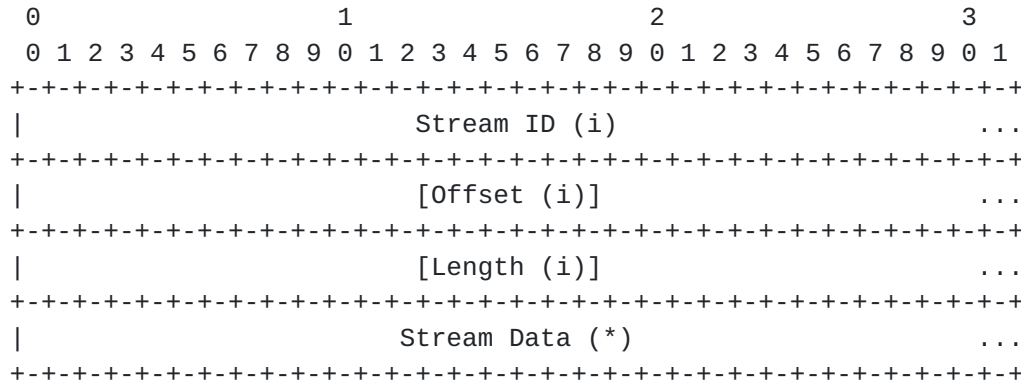 0                   1                   2                   3
0 1 2 3 4 5 6 7 8 9 0 1 2 3 4 5 6 7 8 9 0 1 2 3 4 5 6 7 8 9 0 1
+-+-+-+-+-+-+-+-+-+-+-+-+-+-+-+-+-+-+-+-+-+-+-+-+-+-+-+-+-+-+-+-+
|                         Stream ID (i)                       ...
+-+-+-+-+-+-+-+-+-+-+-+-+-+-+-+-+-+-+-+-+-+-+-+-+-+-+-+-+-+-+-+-+
|                         [Offset (i)]                        ...
+-+-+-+-+-+-+-+-+-+-+-+-+-+-+-+-+-+-+-+-+-+-+-+-+-+-+-+-+-+-+-+-+
|                         [Length (i)]                        ...
+-+-+-+-+-+-+-+-+-+-+-+-+-+-+-+-+-+-+-+-+-+-+-+-+-+-+-+-+-+-+-+-+
|                        Stream Data (*)                      ...
+-+-+-+-+-+-+-+-+-+-+-+-+-+-+-+-+-+-+-+-+-+-+-+-+-+-+-+-+-+-+-+-+